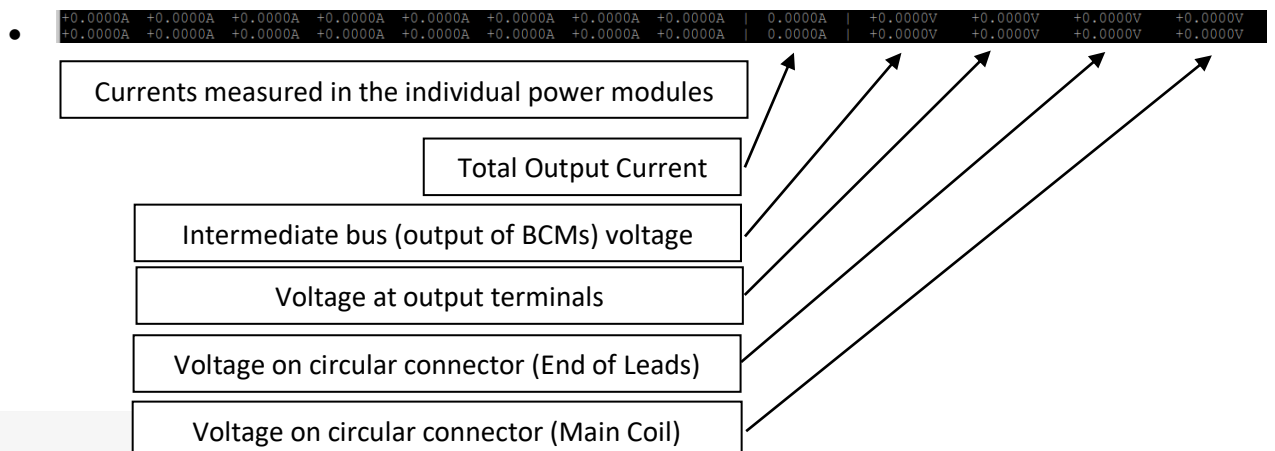 +0.0000A +0.0000A +0.0000A +0.0000A +0.0000A +0.0000A +0.0000A +0.0000A | 0.0000A | +0.0000V +0.0000V +0.0000V +0.0000V
+0.0000A +0.0000A +0.0000A +0.0000A +0.0000A +0.0000A +0.0000A +0.0000A | 0.0000A | +0.0000V +0.0000V +0.0000V +0.0000V
Currents measured in the individual power modules
Total Output Current
Intermediate bus (output of BCMs) voltage
Voltage at output terminals
Voltage on circular connector (End of Leads)
Voltage on circular connector (Main Coil)